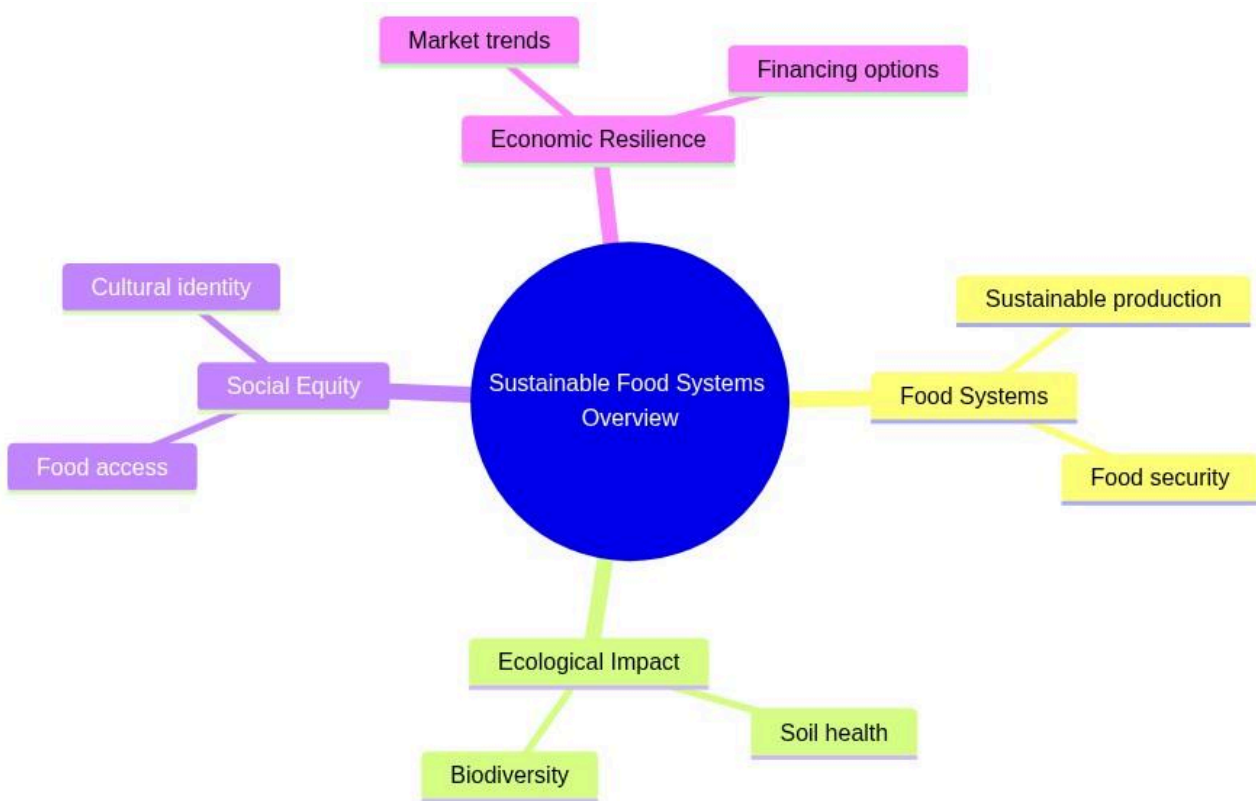 Market trends
Financing options
Economic Resilience
Cultural identity
Sustainable production
Social Equity
Sustainable Food Systems
Overview
Food Systems
Food access
Food security
Ecological Impact
Soil health
Biodiversity